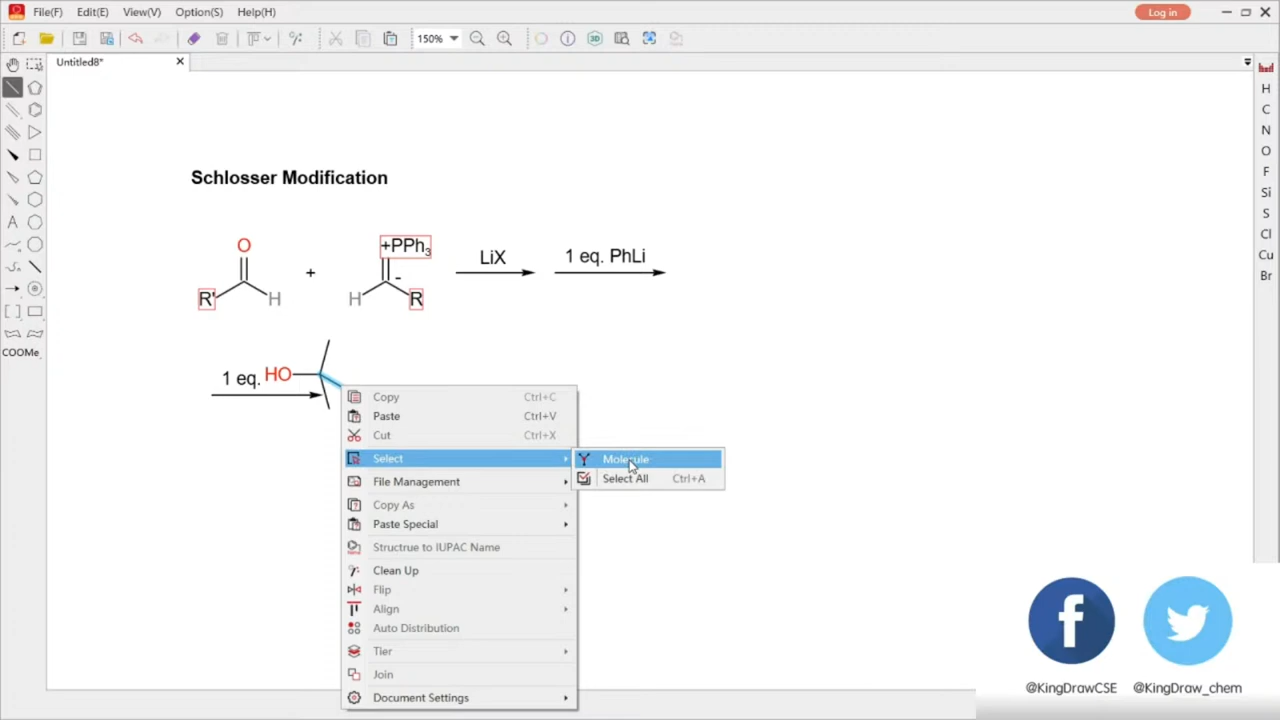 File(F) Edit(E) View(V) Option(S) Help(H) Log in
150%
Untitled8*
H
C
N
O
F
Si
S
Cl
Cu
Br
A
COOMe
Schlosser Modification
O
R' H
+
+PPh3
-
H R
LiX
1 eq. PhLi
1 eq. HO
Copy Ctrl+C
Paste Ctrl+V
Cut Ctrl+X
Select
Molecule
Select All Ctrl+A
File Management
Copy As
Paste Special
Structrue to IUPAC Name
Clean Up
Flip
Align
Auto Distribution
Tier
Join
Document Settings
@KingDrawCSE @KingDraw_chem